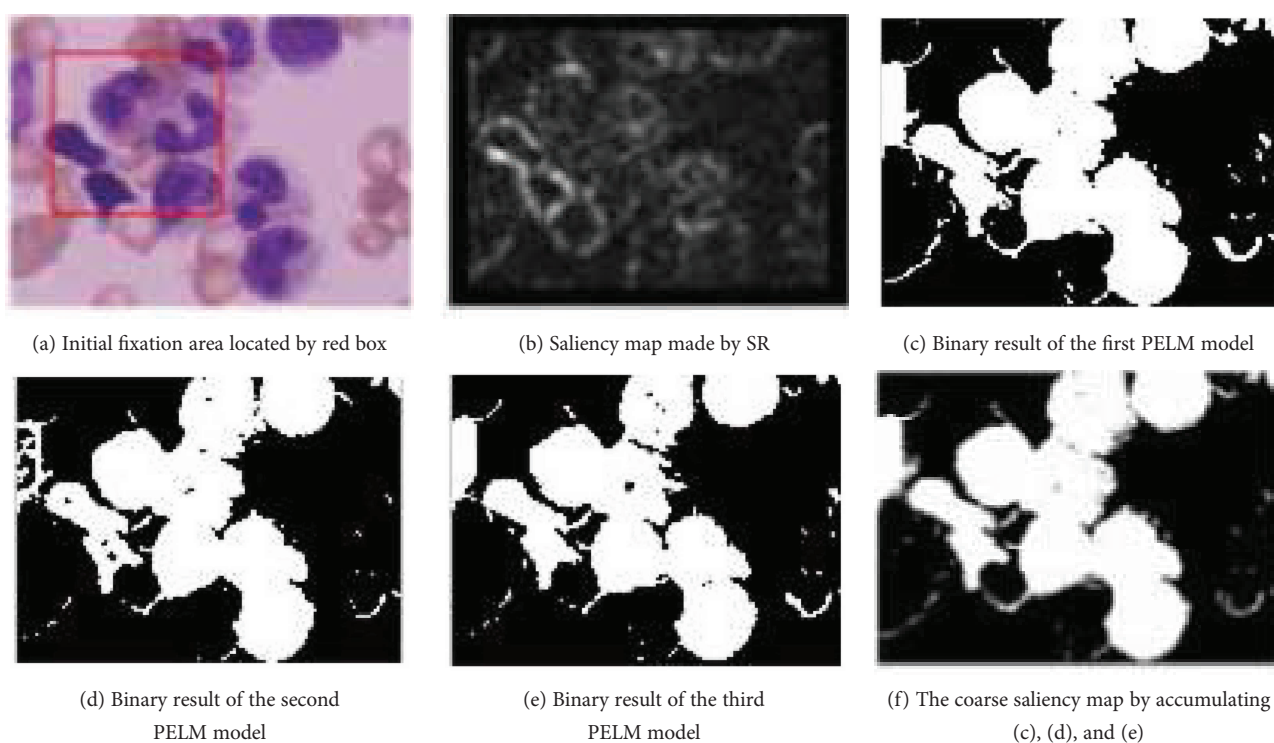 (a) Initial fixation area located by red box
(b) Saliency map made by SR
(c) Binary result of the first PELM model
(d) Binary result of the second
PELM model
(e) Binary result of the third
PELM model
(f) The coarse saliency map by accumulating
(c), (d), and (e)